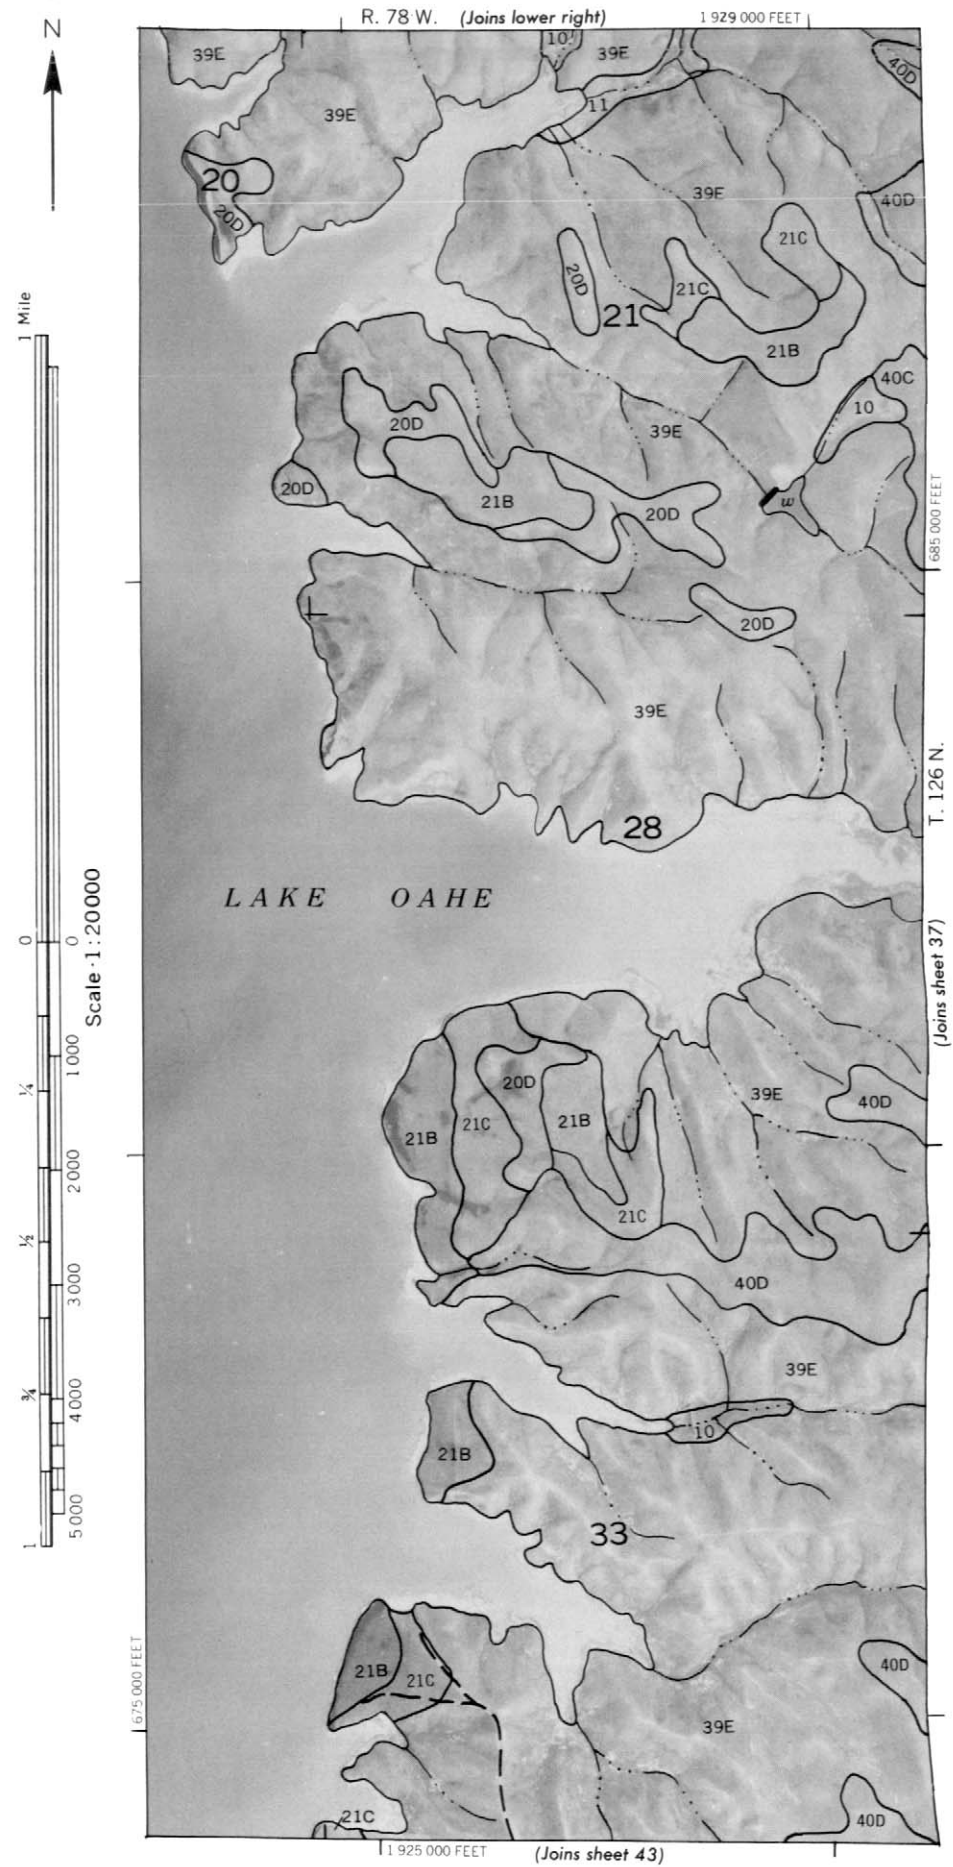 R. 78 W. (Joins lower right) 1 929 000 FEET
N
39E
10
39E
40D
39E
11
20
20D
39E
40D
21C
20D
21C
21
21B
1 Mile
40C
10
20D
39E
20D
21B
20D
w
685 000 FEET
20D
39E
T. 126 N.
28
LAKE OAHE
(Joins sheet 37)
Scale 1:20000
0
0
1/4
1000
1/2
2000
3000
3/4
4000
5000
1
20D
39E
40D
21B
21C
21B
21C
40D
39E
10
21B
33
40D
21B
21C
39E
675 000 FEET
21C
40D
1 925 000 FEET (Joins sheet 43)